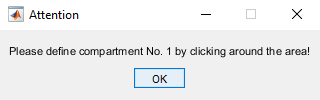 Attention
Please define compartment No. 1 by clicking around the area!
OK